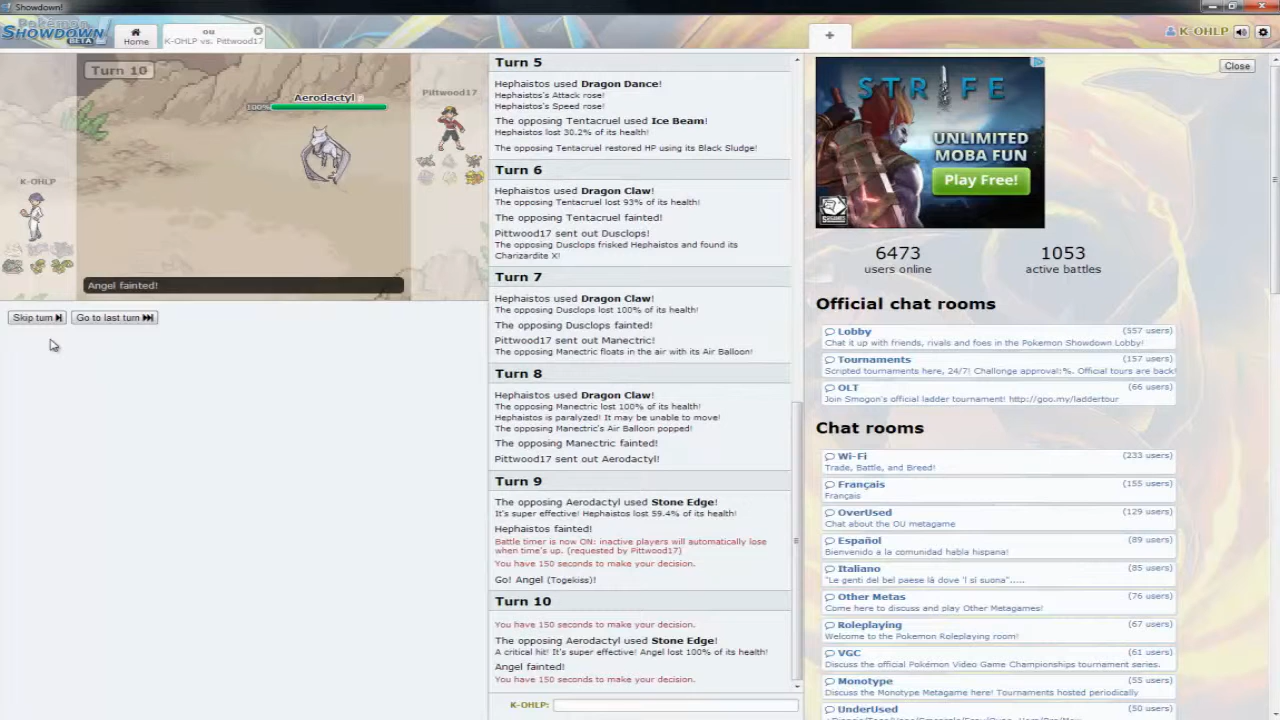 Showdown!
Pokémon
SHOWDOWN
BETA
Home
ou
K-OHLP vs. Pittwood17
+
K-OHLP
Turn 10
Aerodactyl
100%
Pittwood17
K-OHLP
Angel fainted!
Skip turn
Go to last turn
Turn 5
Hephaistos used Dragon Dance!
Hephaistos's Attack rose!
Hephaistos's Speed rose!
The opposing Tentacruel used Ice Beam!
Hephaistos lost 30.2% of its health!
The opposing Tentacruel restored HP using its Black Sludge!
Turn 6
Hephaistos used Dragon Claw!
The opposing Tentacruel lost 93% of its health!
The opposing Tentacruel fainted!
Pittwood17 sent out Dusclops!
The opposing Dusclops frisked Hephaistos and found its
Charizardite X!
Turn 7
Hephaistos used Dragon Claw!
The opposing Dusclops lost 100% of its health!
The opposing Dusclops fainted!
Pittwood17 sent out Manectric!
The opposing Manectric floats in the air with its Air Balloon!
Turn 8
Hephaistos used Dragon Claw!
The opposing Manectric lost 100% of its health!
Hephaistos is paralyzed! It may be unable to move!
The opposing Manectric's Air Balloon popped!
The opposing Manectric fainted!
Pittwood17 sent out Aerodactyl!
Turn 9
The opposing Aerodactyl used Stone Edge!
It's super effective! Hephaistos lost 59.4% of its health!
Hephaistos fainted!
Battle timer is now ON: inactive players will automatically lose
when time's up. (requested by Pittwood17)
You have 150 seconds to make your decision.
Go! Angel (Togekiss)!
Turn 10
You have 150 seconds to make your decision.
The opposing Aerodactyl used Stone Edge!
A critical hit! It's super effective! Angel lost 100% of its health!
Angel fainted!
You have 150 seconds to make your decision.
K-OHLP:
Close
STRIFE
UNLIMITED
MOBA FUN
Play Free!
6473
users online
1053
active battles
Official chat rooms
Lobby (557 users)
Chat it up with friends, rivals and foes in the Pokemon Showdown Lobby!
Tournaments (157 users)
Scripted tournaments here, 24/7! Challonge approval:%. Official tours are back!
OLT (66 users)
Join Smogon's official ladder tournament! http://goo.my/laddertour
Chat rooms
Wi-Fi (233 users)
Trade, Battle, and Breed!
Français (155 users)
Français
OverUsed (129 users)
Chat about the OU metagame
Español (89 users)
Bienvenido a la comunidad habla hispana!
Italiano (85 users)
"Le genti del bel paese là dove 'l sì suona".....
Other Metas (76 users)
Come here to discuss and play Other Metagames!
Roleplaying (67 users)
Welcome to the Pokemon Roleplaying room!
VGC (61 users)
Discuss the official Pokémon Video Game Championships tournament series.
Monotype (55 users)
Discuss the Monotype Metagame here! Tournaments hosted periodically
UnderUsed (50 users)